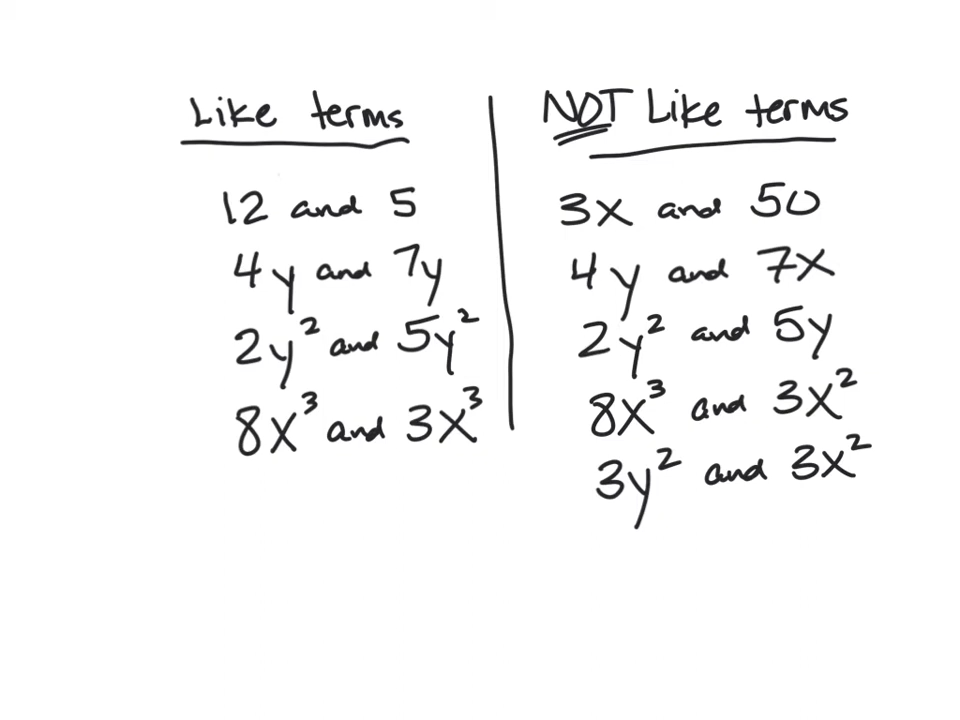 Like terms
12 and 5
4y and 7y
2y² and 5y²
8x³ and 3x³
NOT Like terms
3x and 50
4y and 7x
2y² and 5y
8x³ and 3x²
3y² and 3x²